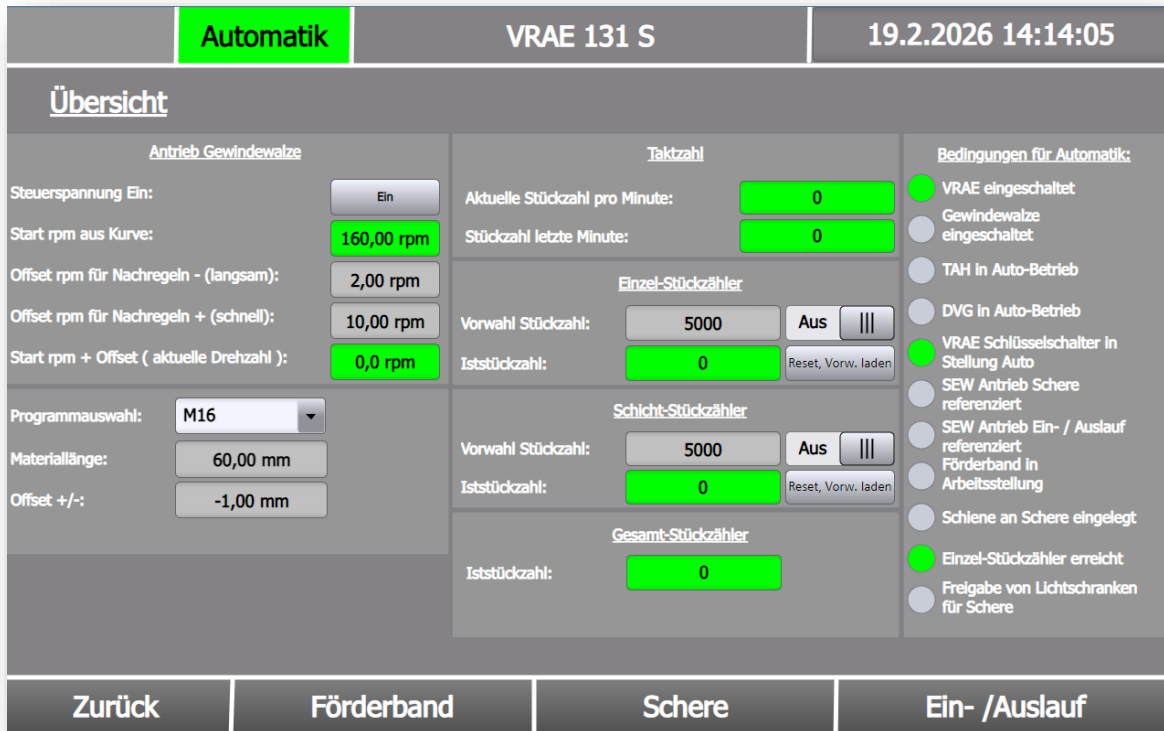 Automatik
VRAE 131 S
19.2.2026 14:14:05
Übersicht
Antrieb Gewindewalze
Steuerspannung Ein:
Ein
Start rpm aus Kurve:
160,00 rpm
Offset rpm für Nachregeln - (langsam):
2,00 rpm
Offset rpm für Nachregeln + (schnell):
10,00 rpm
Start rpm + Offset ( aktuelle Drehzahl ):
0,0 rpm
Programmauswahl:
M16
Materiallänge:
60,00 mm
Offset +/-:
-1,00 mm
Taktzahl
Aktuelle Stückzahl pro Minute:
0
Stückzahl letzte Minute:
0
Einzel-Stückzähler
Vorwahl Stückzahl:
5000
Aus
Iststückzahl:
0
Reset, Vorw. laden
Schicht-Stückzähler
Vorwahl Stückzahl:
5000
Aus
Iststückzahl:
0
Reset, Vorw. laden
Gesamt-Stückzähler
Iststückzahl:
0
Bedingungen für Automatik:
VRAE eingeschaltet
Gewindewalze
eingeschaltet
TAH in Auto-Betrieb
DVG in Auto-Betrieb
VRAE Schlüsselschalter in
Stellung Auto
SEW Antrieb Schere
referenziert
SEW Antrieb Ein- / Auslauf
referenziert
Förderband in
Arbeitsstellung
Schiene an Schere eingelegt
Einzel-Stückzähler erreicht
Freigabe von Lichtschranken
für Schere
Zurück
Förderband
Schere
Ein- /Auslauf